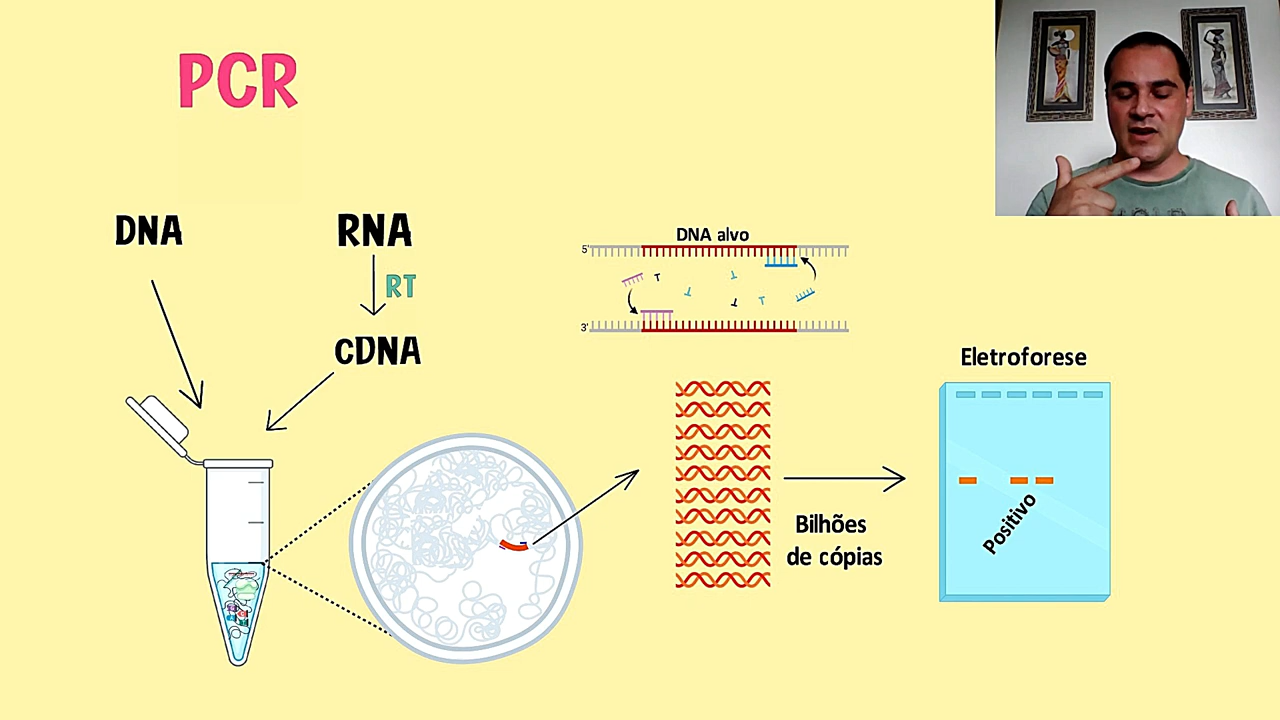 PCR
DNA
RNA
RT
cDNA
DNA alvo
5'
3'
Bilhões
de cópias
Eletroforese
Positivo